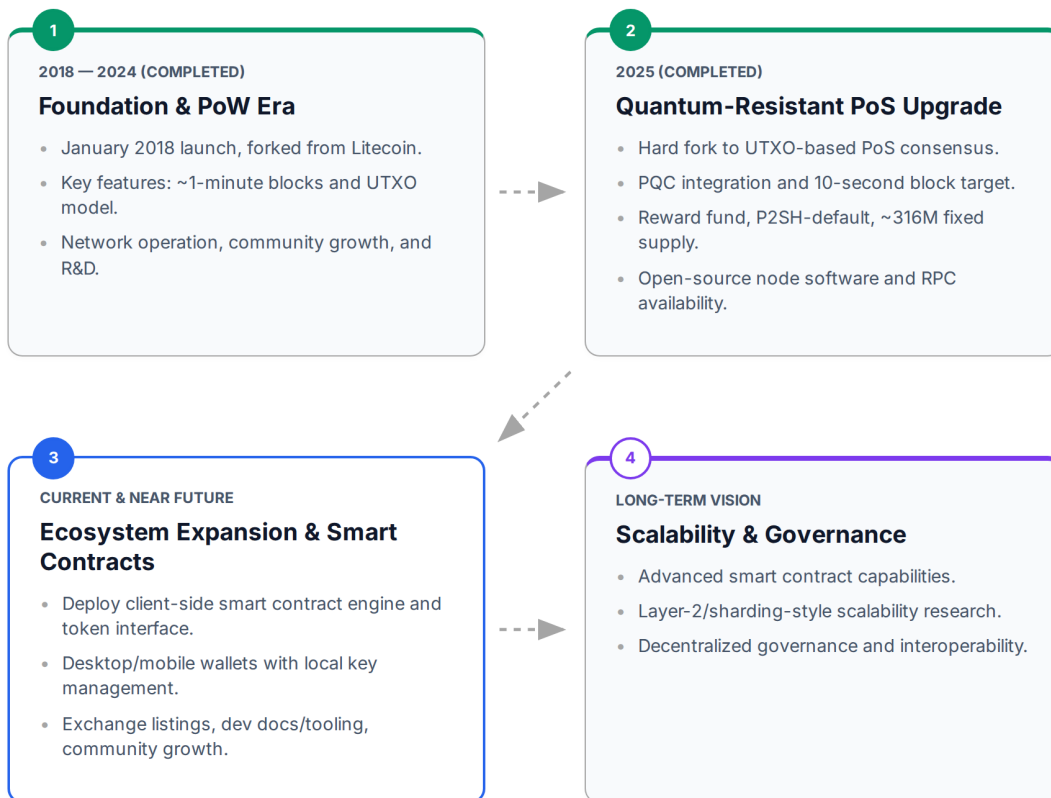 1
2018 — 2024 (COMPLETED)
Foundation & PoW Era
• January 2018 launch, forked from Litecoin.
• Key features: ~1-minute blocks and UTXO
model.
• Network operation, community growth, and
R&D.
2
2025 (COMPLETED)
Quantum-Resistant PoS Upgrade
• Hard fork to UTXO-based PoS consensus.
• PQC integration and 10-second block target.
• Reward fund, P2SH-default, ~316M fixed
supply.
• Open-source node software and RPC
availability.
3
CURRENT & NEAR FUTURE
Ecosystem Expansion & Smart
Contracts
• Deploy client-side smart contract engine and
token interface.
• Desktop/mobile wallets with local key
management.
• Exchange listings, dev docs/tooling,
community growth.
4
LONG-TERM VISION
Scalability & Governance
• Advanced smart contract capabilities.
• Layer-2/sharding-style scalability research.
• Decentralized governance and interoperability.